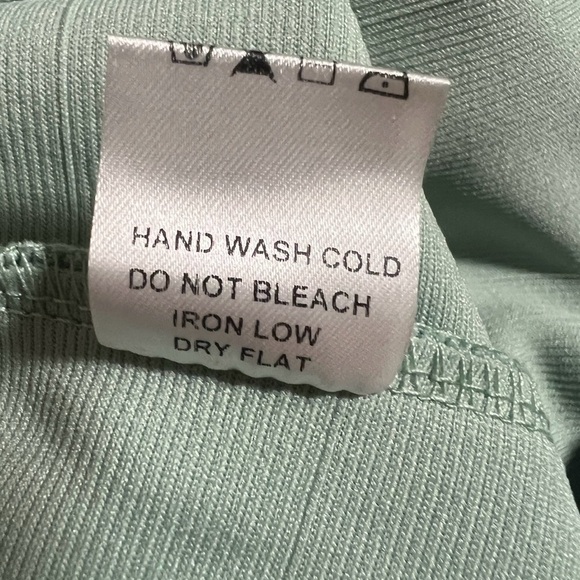 HAND WASH COLD
DO NOT BLEACH
IRON LOW
DRY FLAT